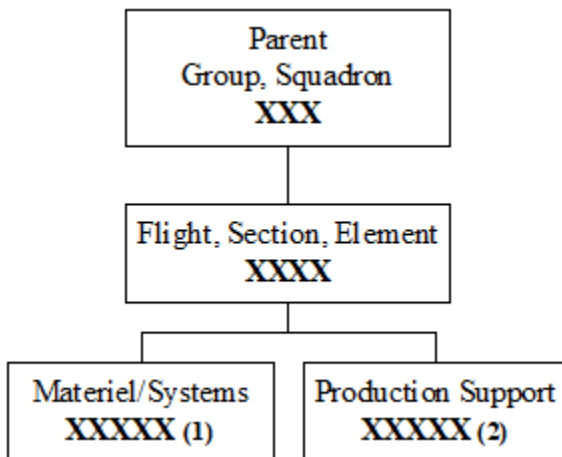 Parent
Group, Squadron
XXX
Flight, Section, Element
XXXX
Materiel/Systems
XXXXX (1)
Production Support
XXXXX (2)